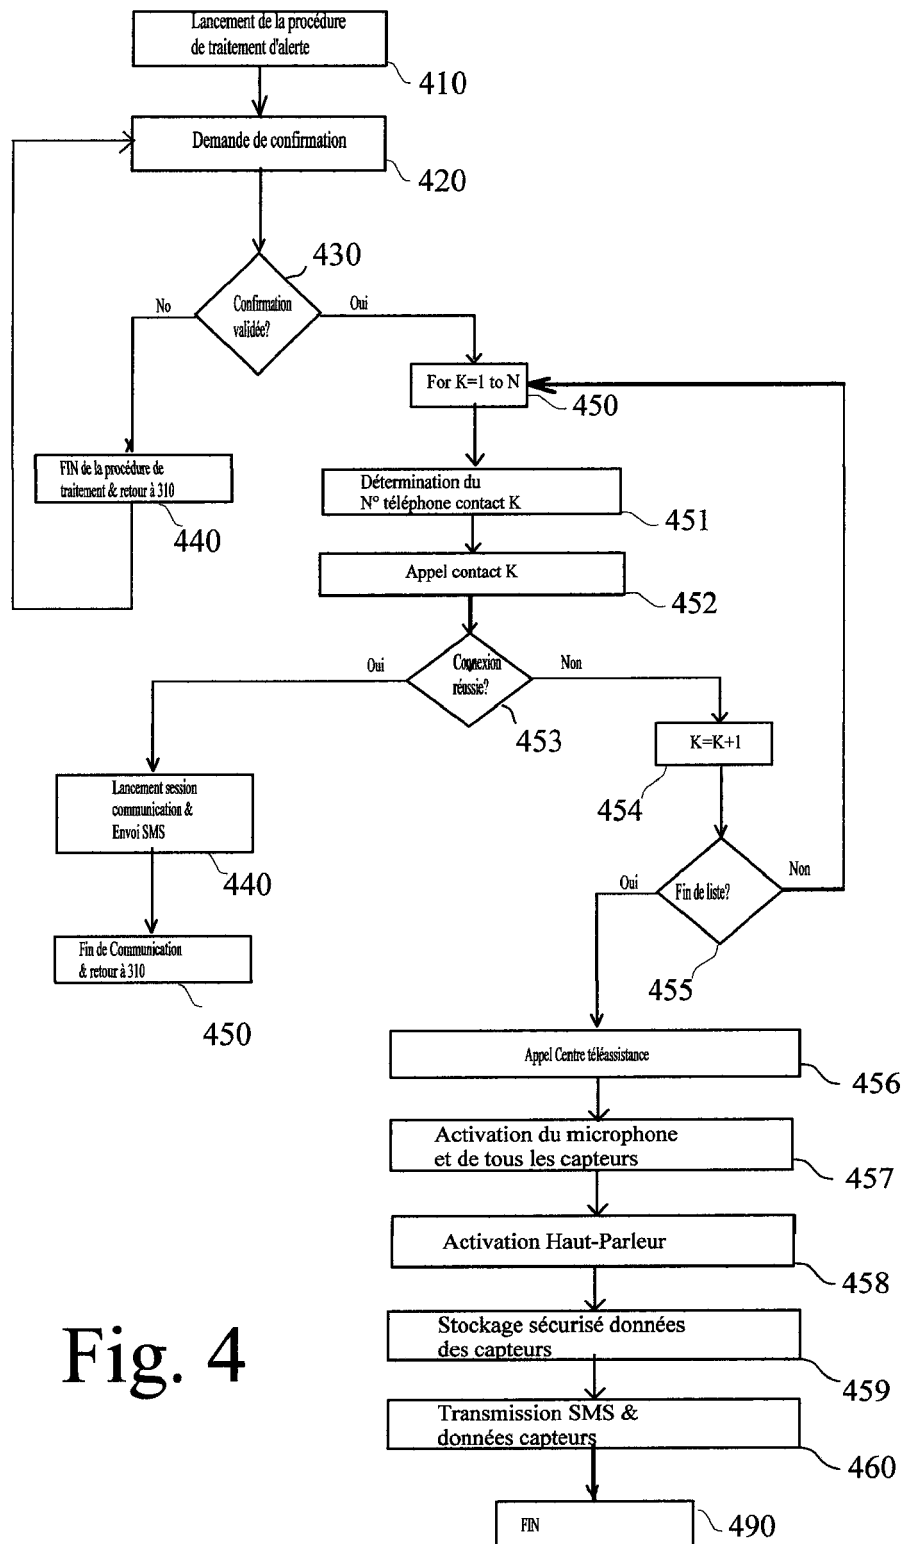 Lancement de la procédure
de traitement d'alerte
410
Demande de confirmation
420
430
No
Confirmation
validée?
Oui
For K=1 to N
450
FIN de la procédure de
traitement & retour à 310
440
Détermination du
N° téléphone contact K
451
Appel contact K
452
Oui
Connexion
réussie?
Non
453
K=K+1
454
Lancement session
communication &
Envoi SMS
440
Oui
Fin de liste?
Non
455
Fin de Communication
& retour à 310
450
Appel Centre téléassistance
456
Activation du microphone
et de tous les capteurs
457
Activation Haut-Parleur
458
Stockage sécurisé données
des capteurs
459
Transmission SMS &
données capteurs
460
FIN
490
Fig. 4